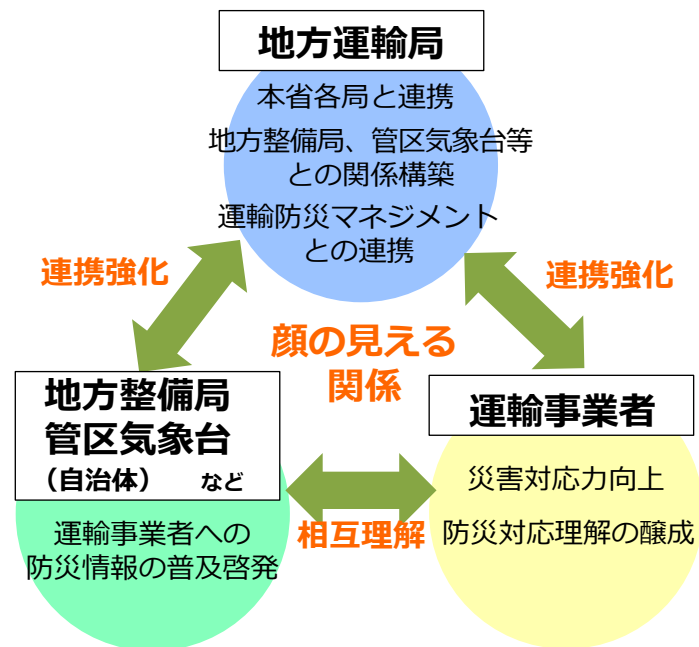 地方運輸局
本省各局と連携
地方整備局、管区気象台等
との関係構築
運輸防災マネジメント
との連携
連携強化
連携強化
顔の見える
関係
地方整備局
管区気象台
(自治体) など
運輸事業者への
防災情報の普及啓発
相互理解
運輸事業者
災害対応力向上
防災対応理解の醸成